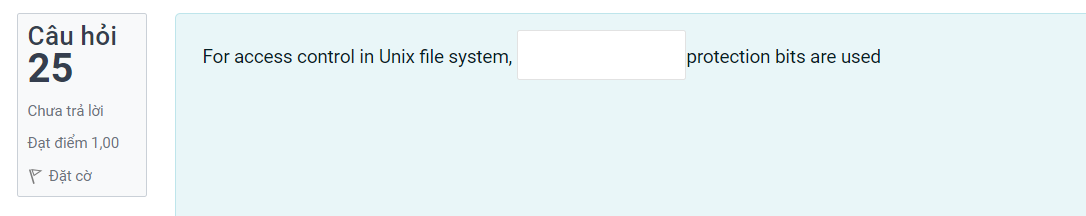 Câu hỏi
25
Chưa trả lời
Đạt điểm 1,00
Đặt cờ
For access control in Unix file system, protection bits are used